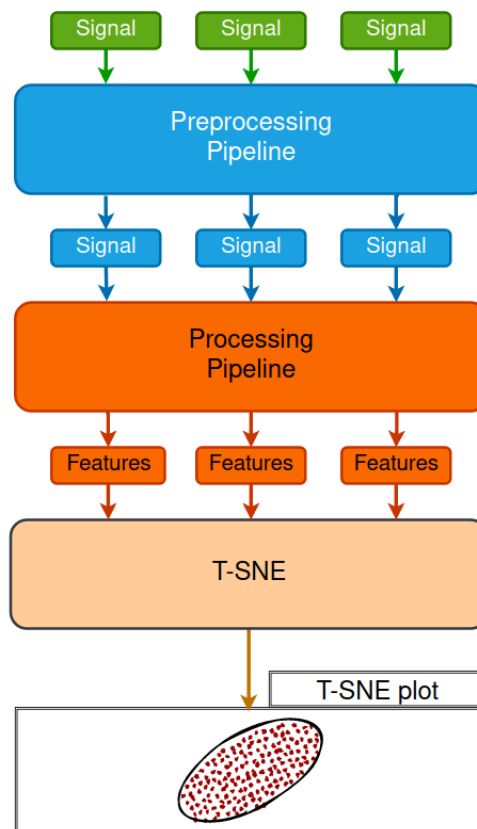 Signal Signal Signal
Preprocessing
Pipeline
Signal Signal Signal
Processing
Pipeline
Features Features Features
T-SNE
T-SNE plot